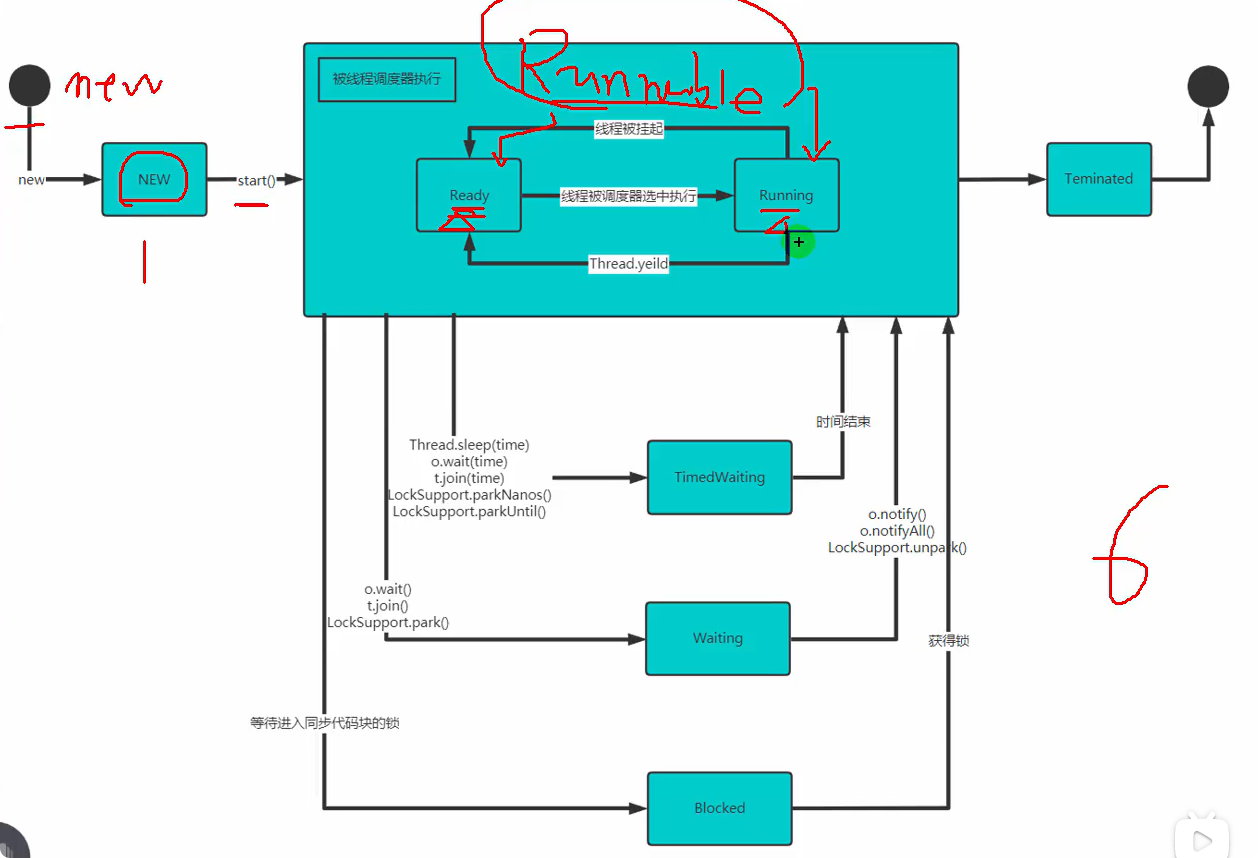 new
Runnuble
被线程调度器执行
线程被挂起
new
NEW
start()
Ready
线程被调度器选中执行
Running
Teminated
1
Thread.yeild
Thread.sleep(time)
o.wait(time)
t.join(time)
LockSupport.parkNanos()
LockSupport.parkUntil()
TimedWaiting
时间结束
o.notify()
o.notifyAll()
LockSupport.unpark()
6
o.wait()
t.join()
LockSupport.park()
Waiting
获得锁
等待进入同步代码块的锁
Blocked